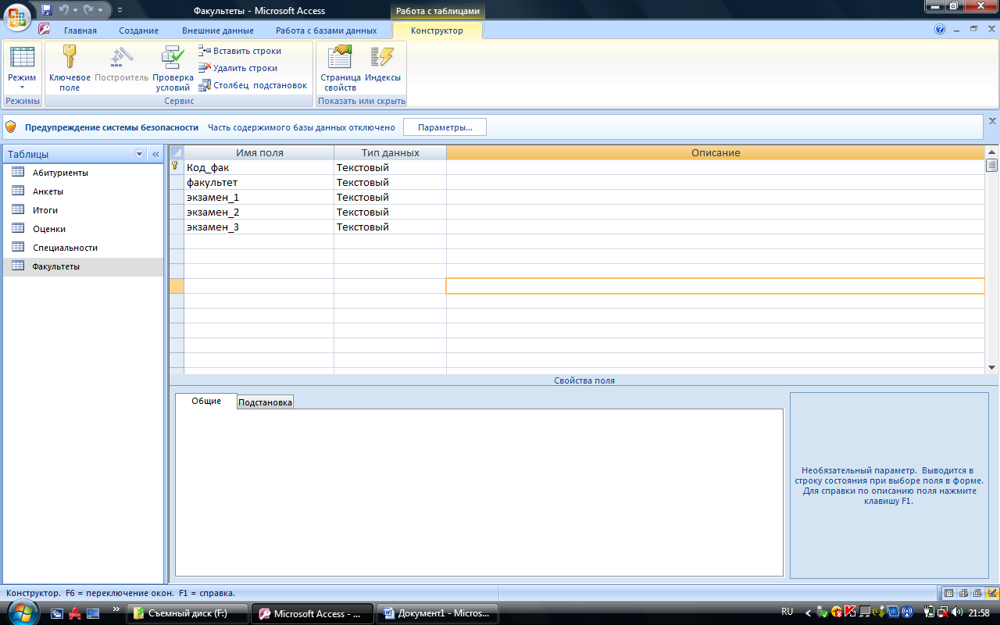 Факультеты - Microsoft Access
Работа с таблицами
Главная
Создание
Внешние данные
Работа с базами данных
Конструктор
Режим
Режимы
Ключевое поле
Построитель
Проверка условий
Вставить строки
Удалить строки
Столбец подстановок
Сервис
Страница свойств
Индексы
Показать или скрыть
Предупреждение системы безопасности Часть содержимого базы данных отключено Параметры...
Таблицы
Абитуриенты
Анкеты
Итоги
Оценки
Специальности
Факультеты
Имя поля Тип данных Описание
Код_фак Текстовый
факультет Текстовый
экзамен_1 Текстовый
экзамен_2 Текстовый
экзамен_3 Текстовый
Свойства поля
Общие Подстановка
Необязательный параметр. Выводится в
строку состояния при выборе поля в форме.
Для справки по описанию поля нажмите
клавишу F1.
Конструктор. F6 = переключение окон. F1 = справка.
Съемный диск (F:)
Microsoft Access - ...
Документ1 - Micros...
RU
21:58